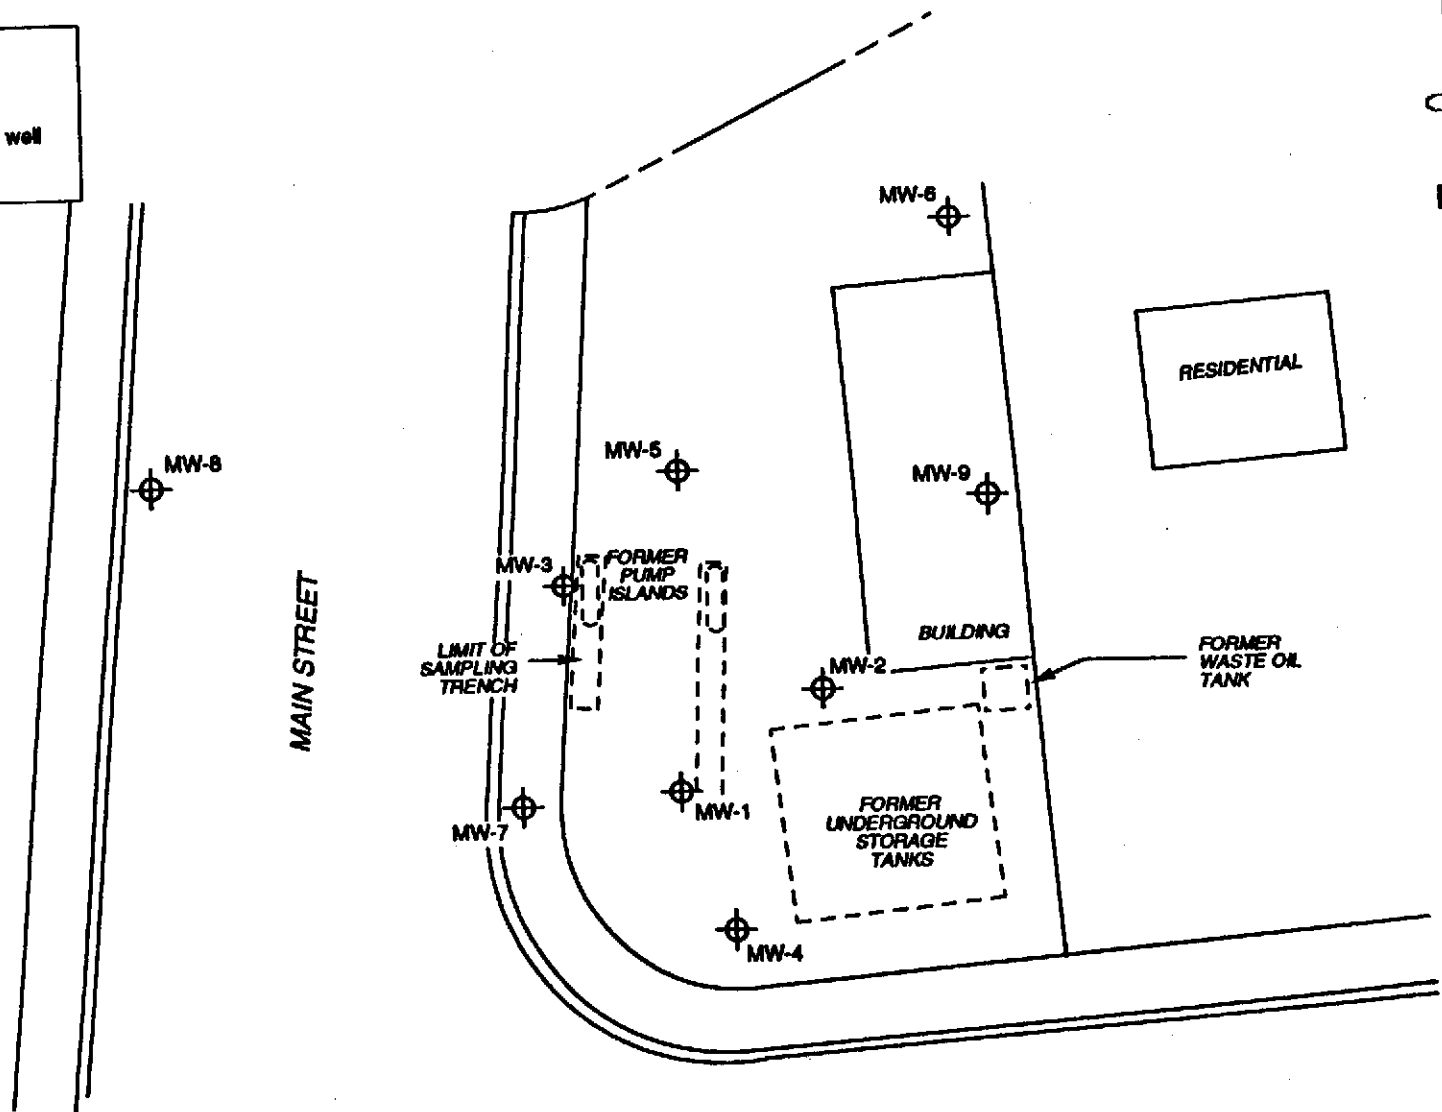 well
MW-6
RESIDENTIAL
MW-5
MW-8
MW-9
MW-3
FORMER
PUMP
ISLANDS
MAIN STREET
LIMIT OF
SAMPLING
TRENCH
BUILDING
MW-2
FORMER
WASTE OIL
TANK
FORMER
UNDERGROUND
STORAGE
TANKS
MW-1
MW-7
MW-4